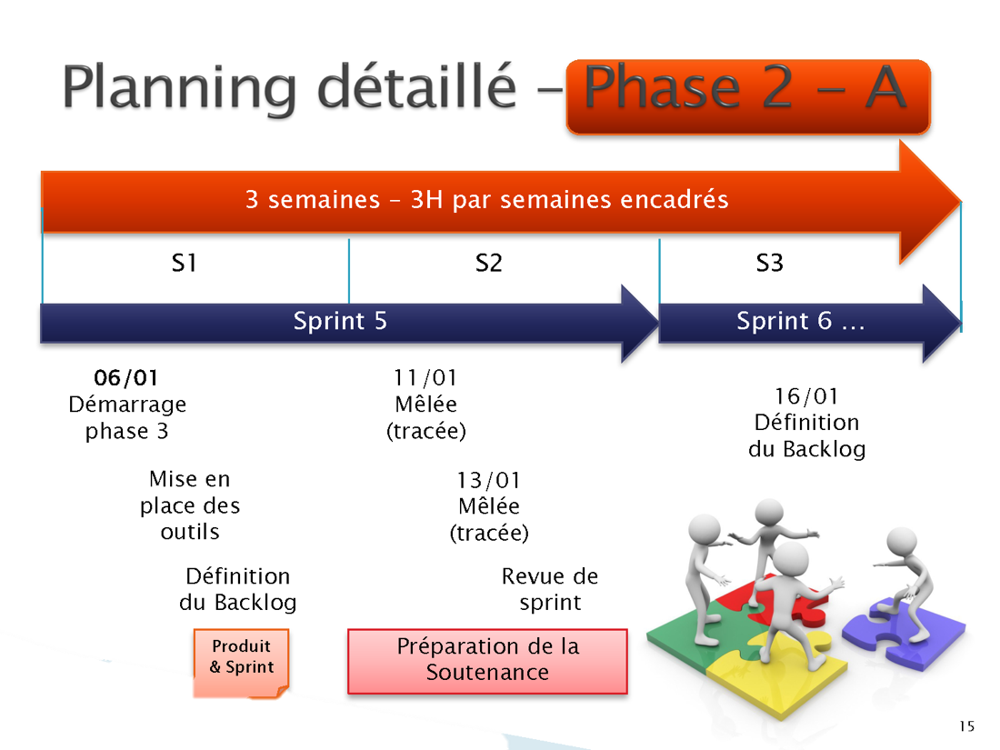 Planning détaillé – Phase 2 – A
3 semaines – 3H par semaines encadrés
S1
S2
S3
Sprint 5
Sprint 6 …
06/01
Démarrage
phase 3
Mise en
place des
outils
Définition
du Backlog
Produit
& Sprint
11/01
Mêlée
(tracée)
13/01
Mêlée
(tracée)
Revue de
sprint
Préparation de la
Soutenance
16/01
Définition
du Backlog
15